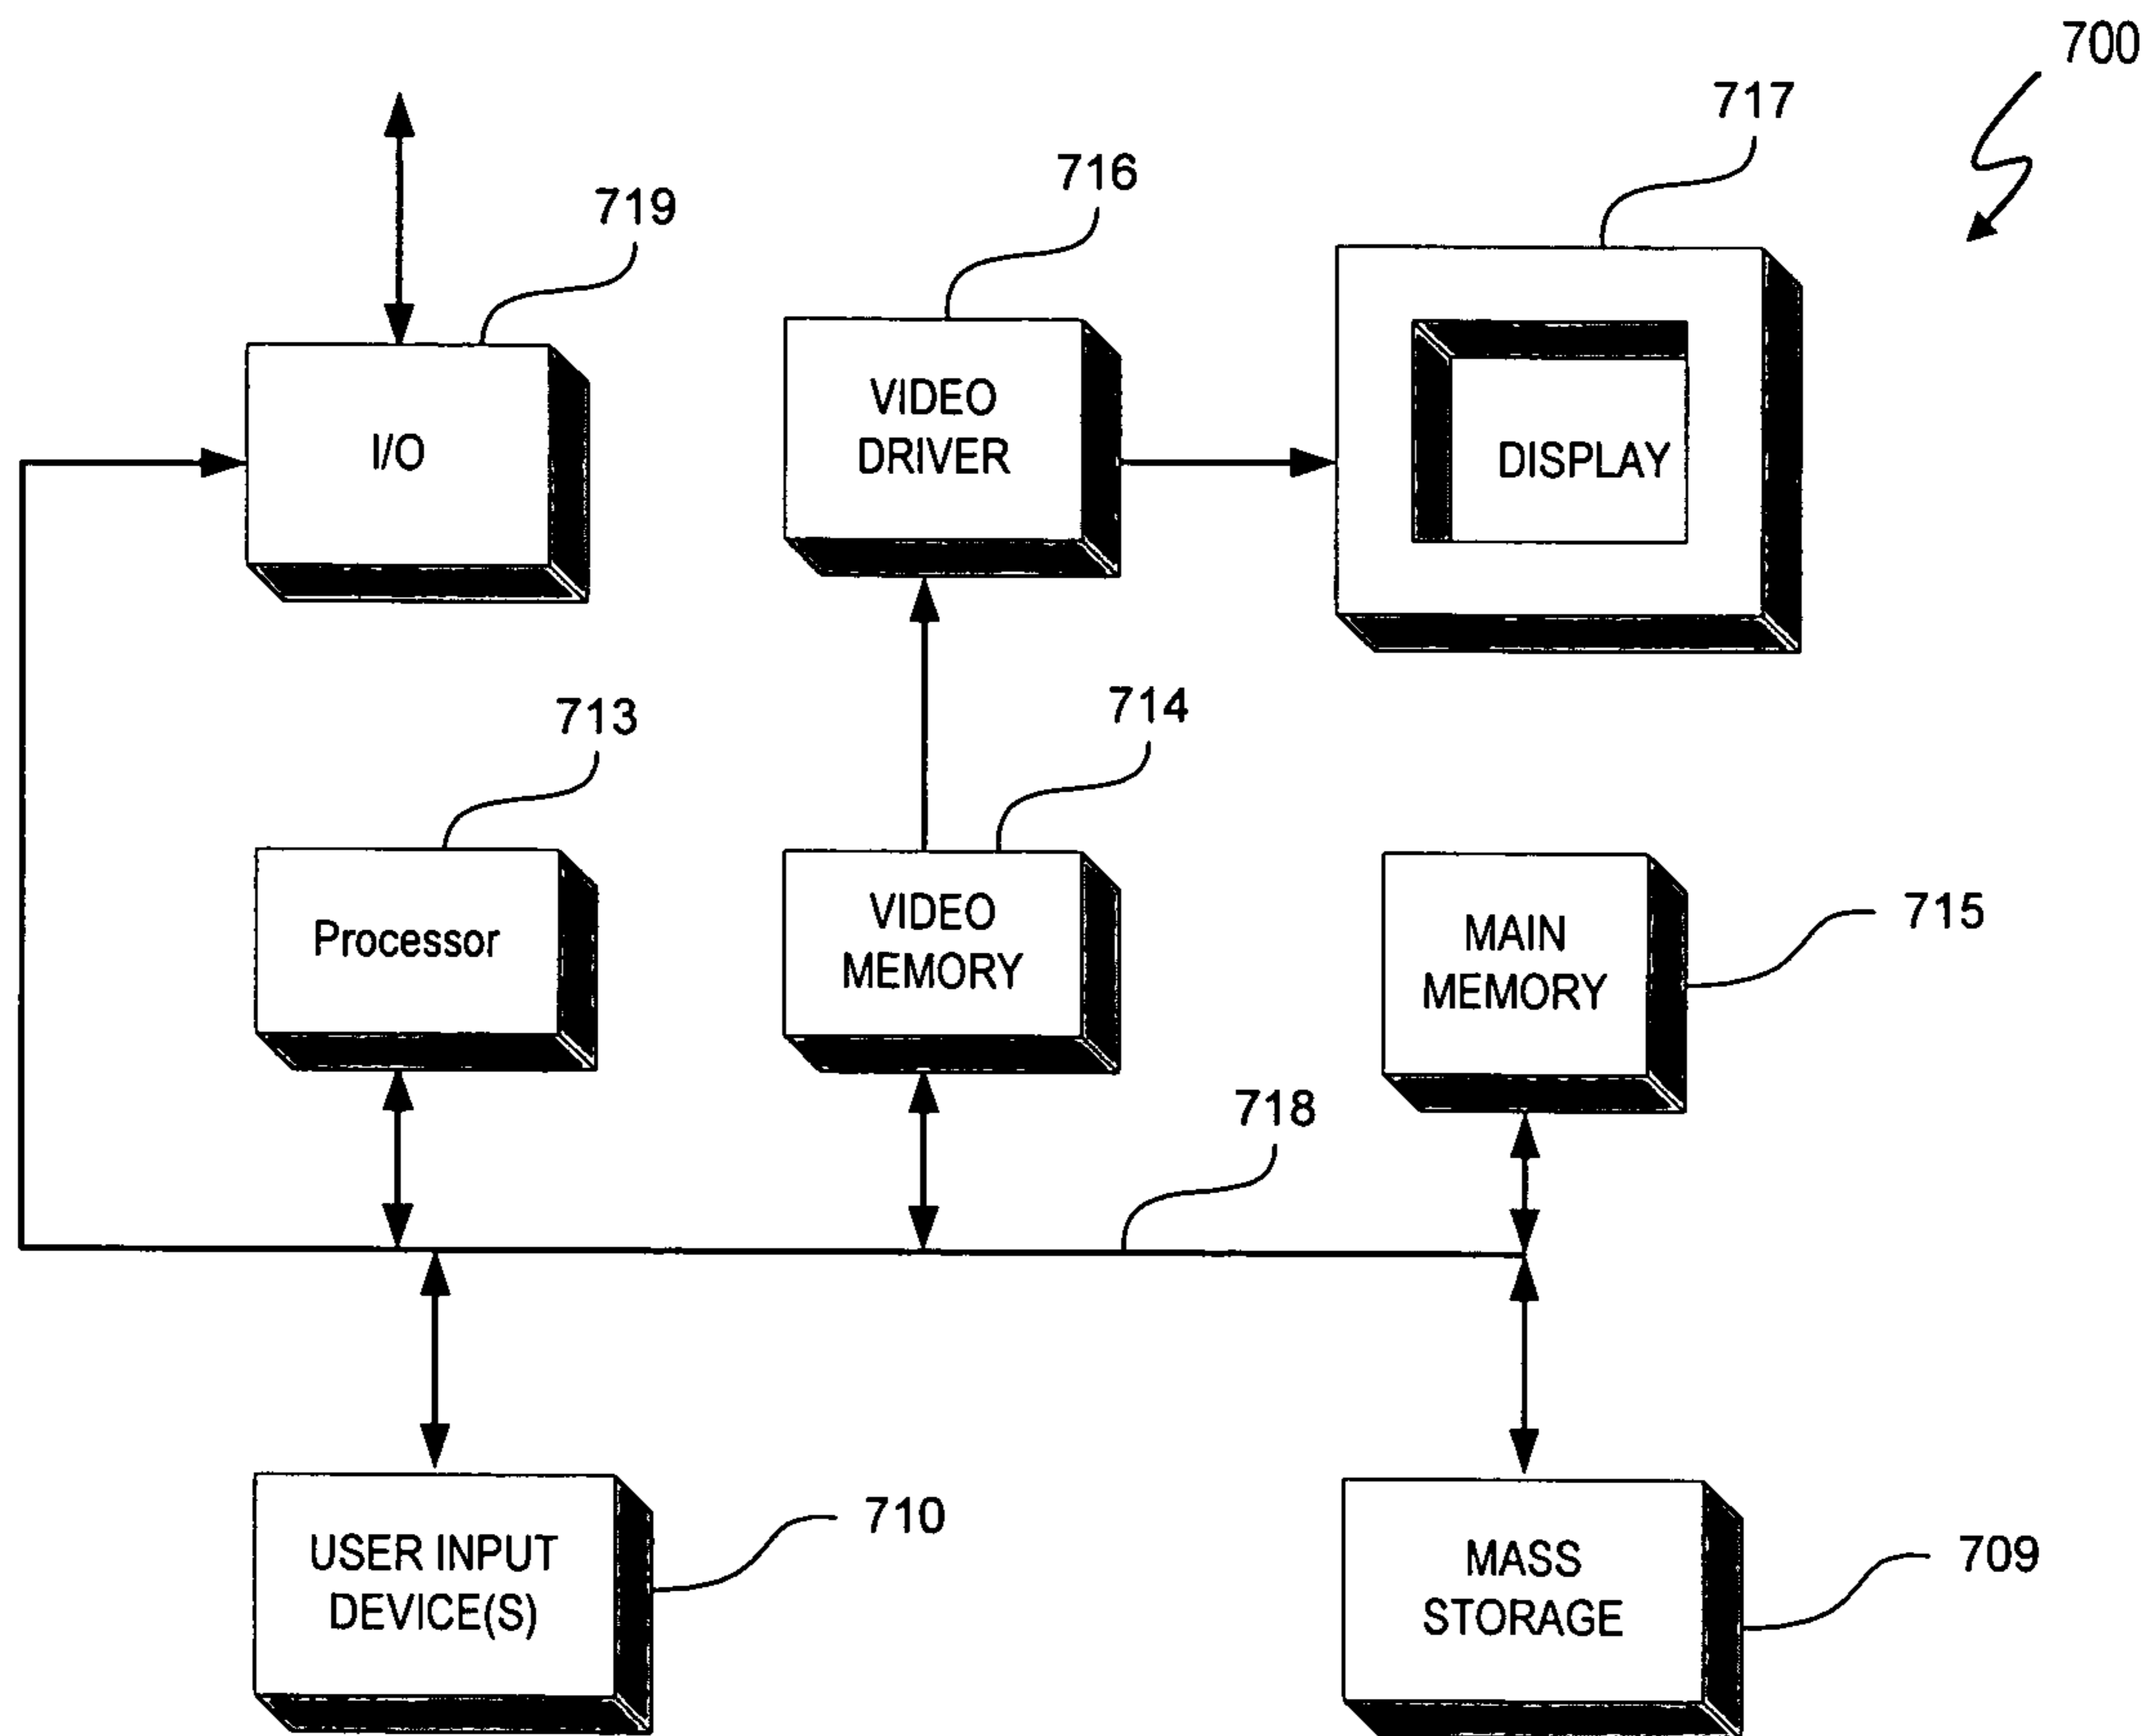 700
717
716
719
VIDEO
DRIVER
I/O
DISPLAY
713
714
Processor
VIDEO
MEMORY
MAIN
MEMORY
715
718
USER INPUT
DEVICE(S)
710
MASS
STORAGE
709